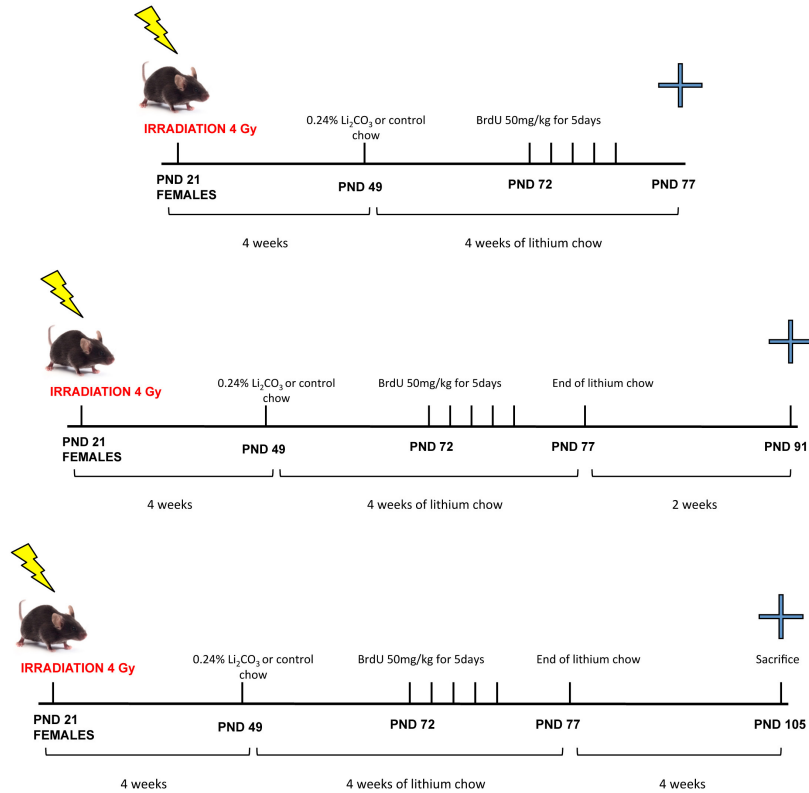 0.24% Li₂CO₃ or control
chow
BrdU 50mg/kg for 5days
IRRADIATION 4 Gy
PND 21
FEMALES
PND 49
PND 72
PND 77
4 weeks
4 weeks of lithium chow
0.24% Li₂CO₃ or control
chow
BrdU 50mg/kg for 5days
End of lithium chow
IRRADIATION 4 Gy
PND 21
FEMALES
PND 49
PND 72
PND 77
PND 91
4 weeks
4 weeks of lithium chow
2 weeks
0.24% Li₂CO₃ or control
chow
BrdU 50mg/kg for 5days
End of lithium chow
Sacrifice
IRRADIATION 4 Gy
PND 21
FEMALES
PND 49
PND 72
PND 77
PND 105
4 weeks
4 weeks of lithium chow
4 weeks